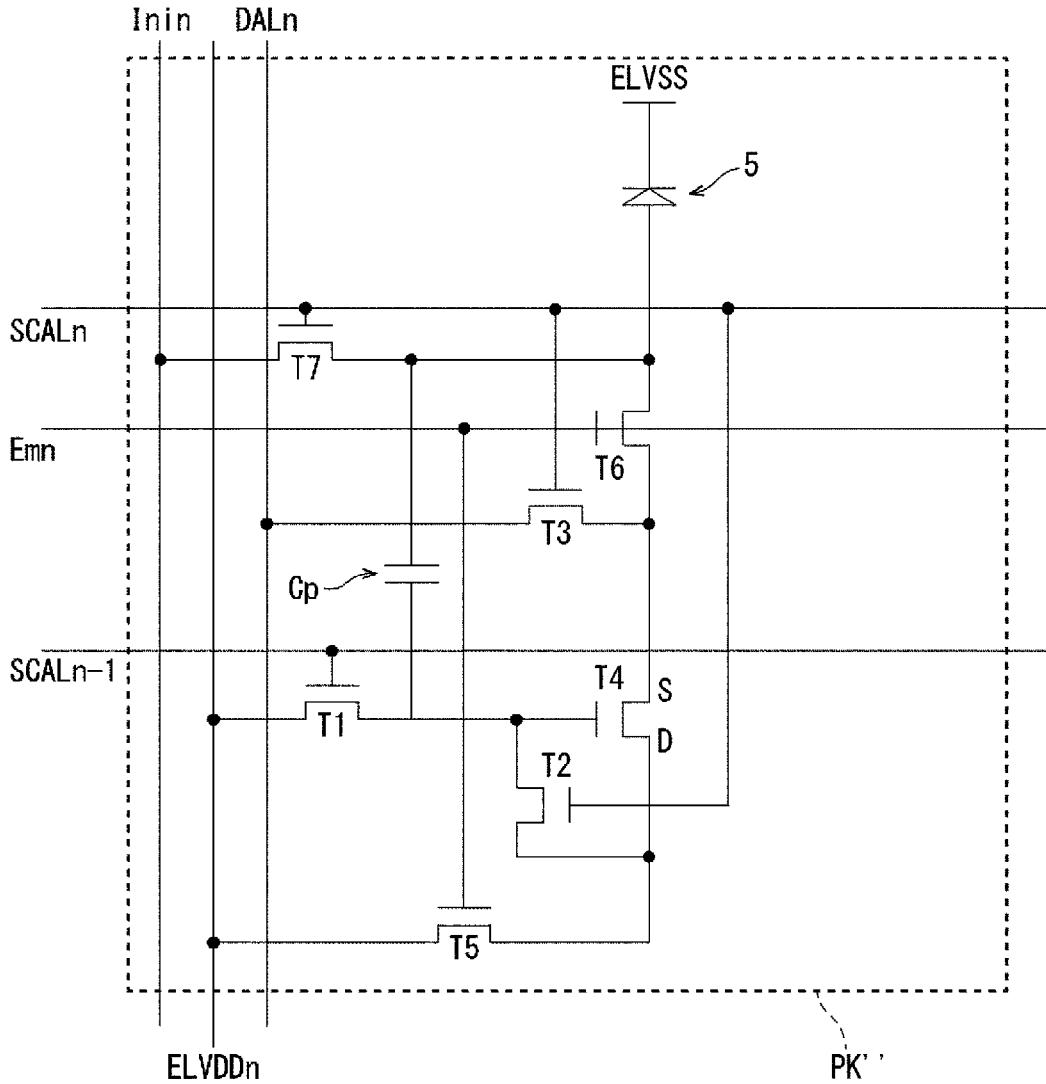 Inin DALn
ELVSS
5
SCALn
T7
Emn
T6
T3
Cp
SCALn-1
T4
S
T1
D
T2
T5
ELVDDn
PK''